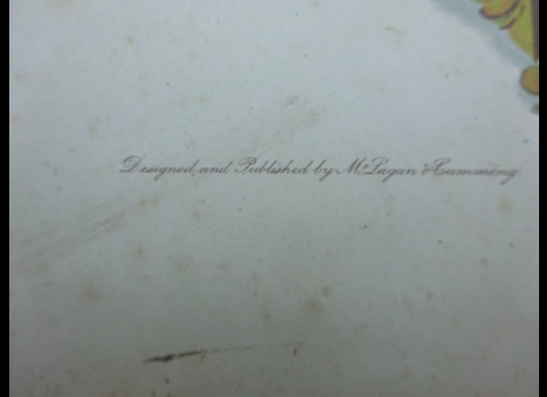 Designed and Published by McLagan & Cumming.